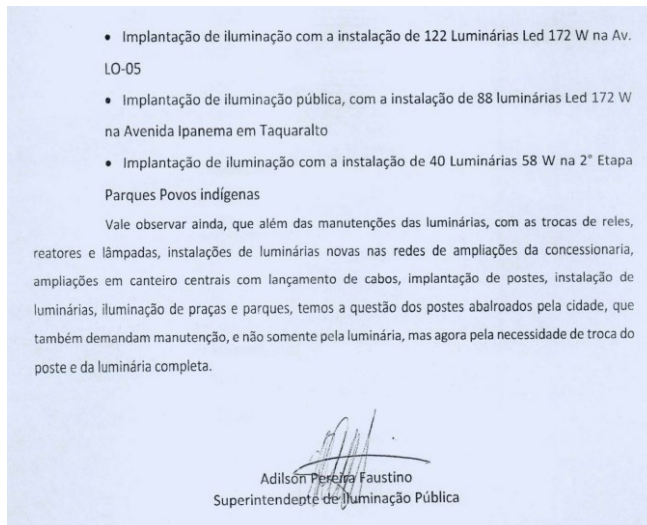 • Implantação de iluminação com a instalação de 122 Luminárias Led 172 W na Av.
LO-05
• Implantação de iluminação pública, com a instalação de 88 luminárias Led 172 W
na Avenida Ipanema em Taquaralto
• Implantação de iluminação com a instalação de 40 Luminárias 58 W na 2° Etapa
Parques Povos indígenas
Vale observar ainda, que além das manutenções das luminárias, com as trocas de reles,
reatores e lâmpadas, instalações de luminárias novas nas redes de ampliações da concessionaria,
ampliações em canteiro centrais com lançamento de cabos, implantação de postes, instalação de
luminárias, iluminação de praças e parques, temos a questão dos postes abalroados pela cidade, que
também demandam manutenção, e não somente pela luminária, mas agora pela necessidade de troca do
poste e da luminária completa.
Adilson Pereira Faustino
Superintendente de Iluminação Pública